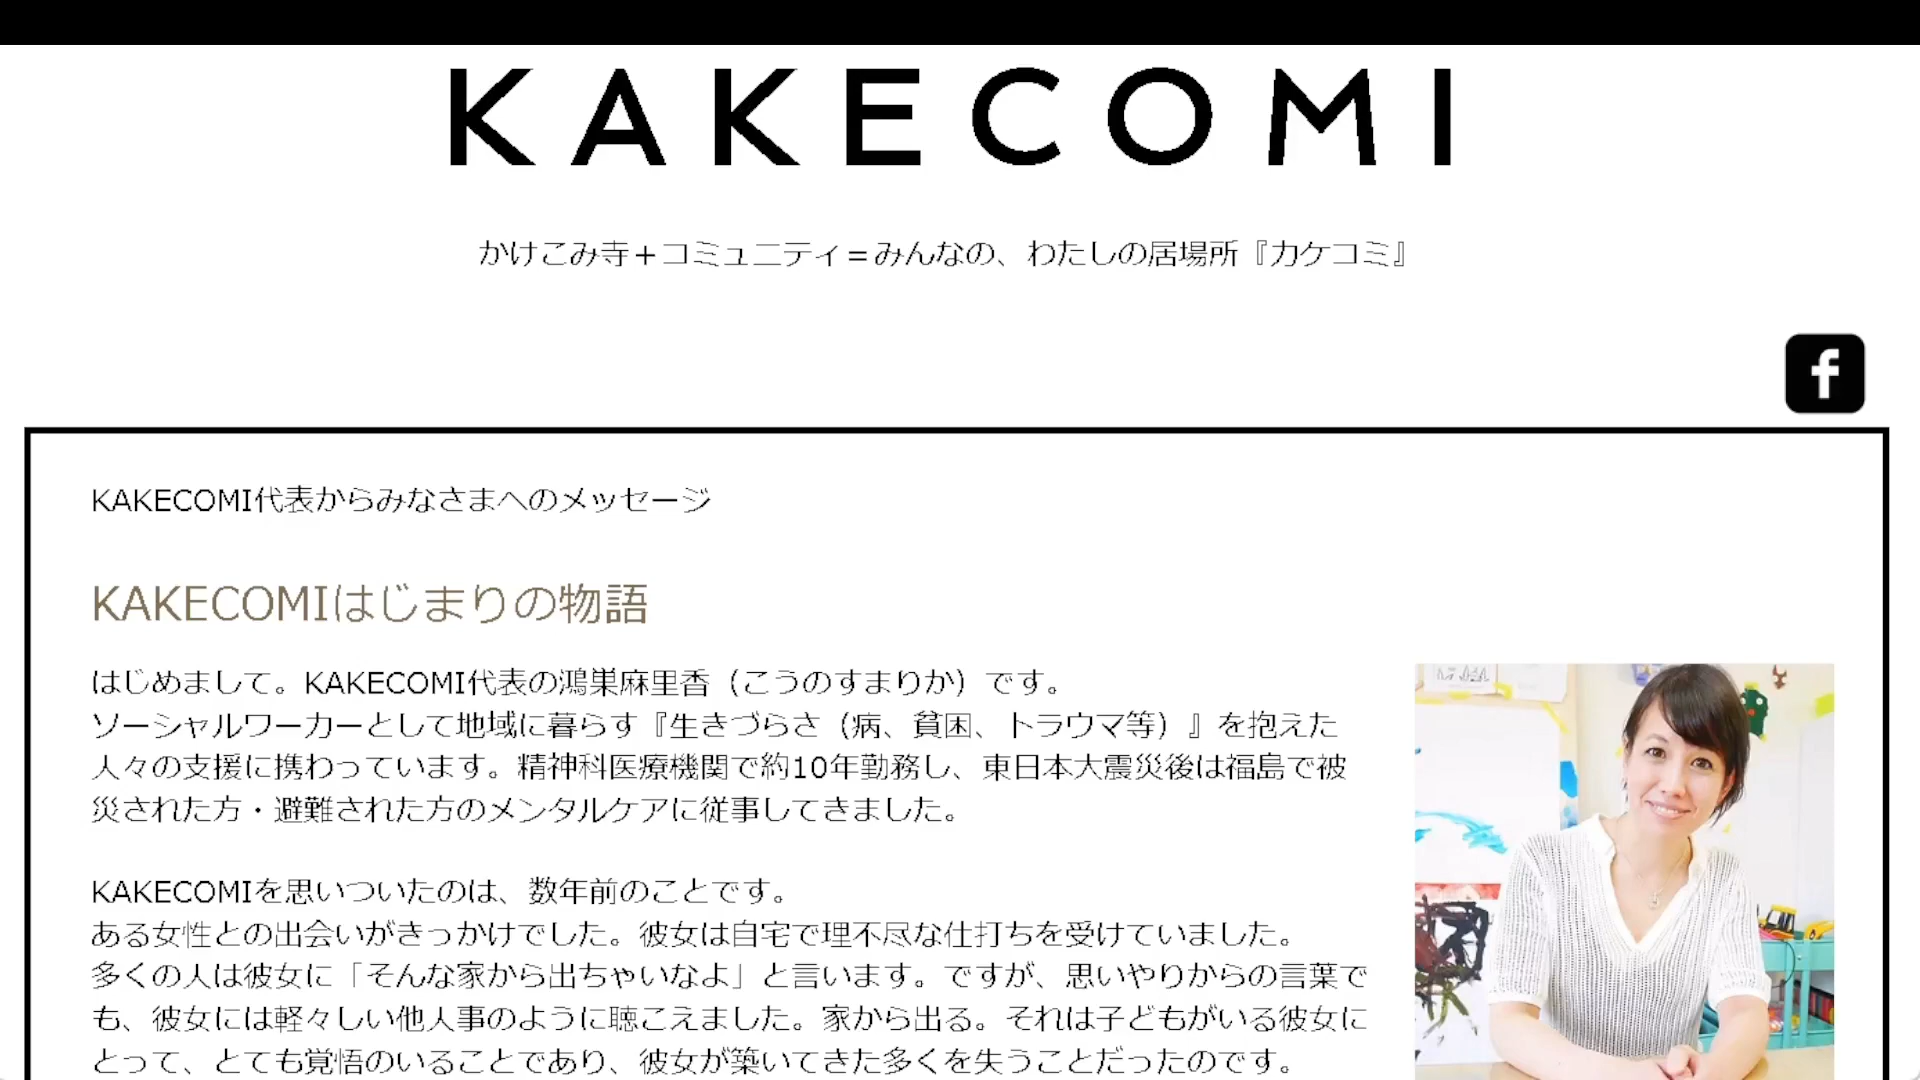 KAKECOMI
かけこみ寺＋コミュニティ＝みんなの、わたしの居場所『カケコミ』
f
KAKECOMI代表からみなさまへのメッセージ
KAKECOMIはじまりの物語
はじめまして。KAKECOMI代表の鴻巣麻里香（こうのすまりか）です。
ソーシャルワーカーとして地域に暮らす『生きづらさ（病、貧困、トラウマ等）』を抱えた
人々の支援に携わっています。精神科医療機関で約10年勤務し、東日本大震災後は福島で被
災された方・避難された方のメンタルケアに従事してきました。
KAKECOMIを思いついたのは、数年前のことです。
ある女性との出会いがきっかけでした。彼女は自宅で理不尽な仕打ちを受けていました。
多くの人は彼女に「そんな家から出ちゃいなよ」と言います。ですが、思いやりからの言葉で
も、彼女には軽々しい他人事のように聴こえました。家から出る。それは子どもがいる彼女に
とって、とても覚悟のいることであり、彼女が築いてきた多くを失うことだったのです。